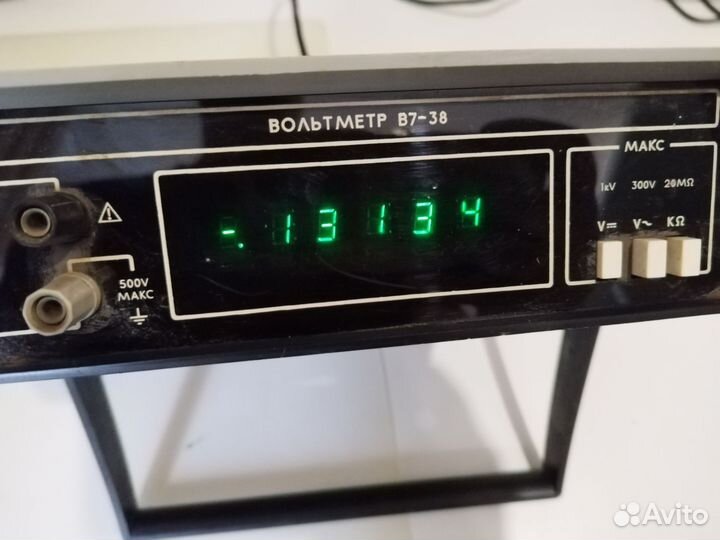 ВОЛЬТМЕТР В7-38
МАКС
1kV 300V 20MΩ
V⎓ V~ KΩ
-.13134
500V
МАКС
Avito